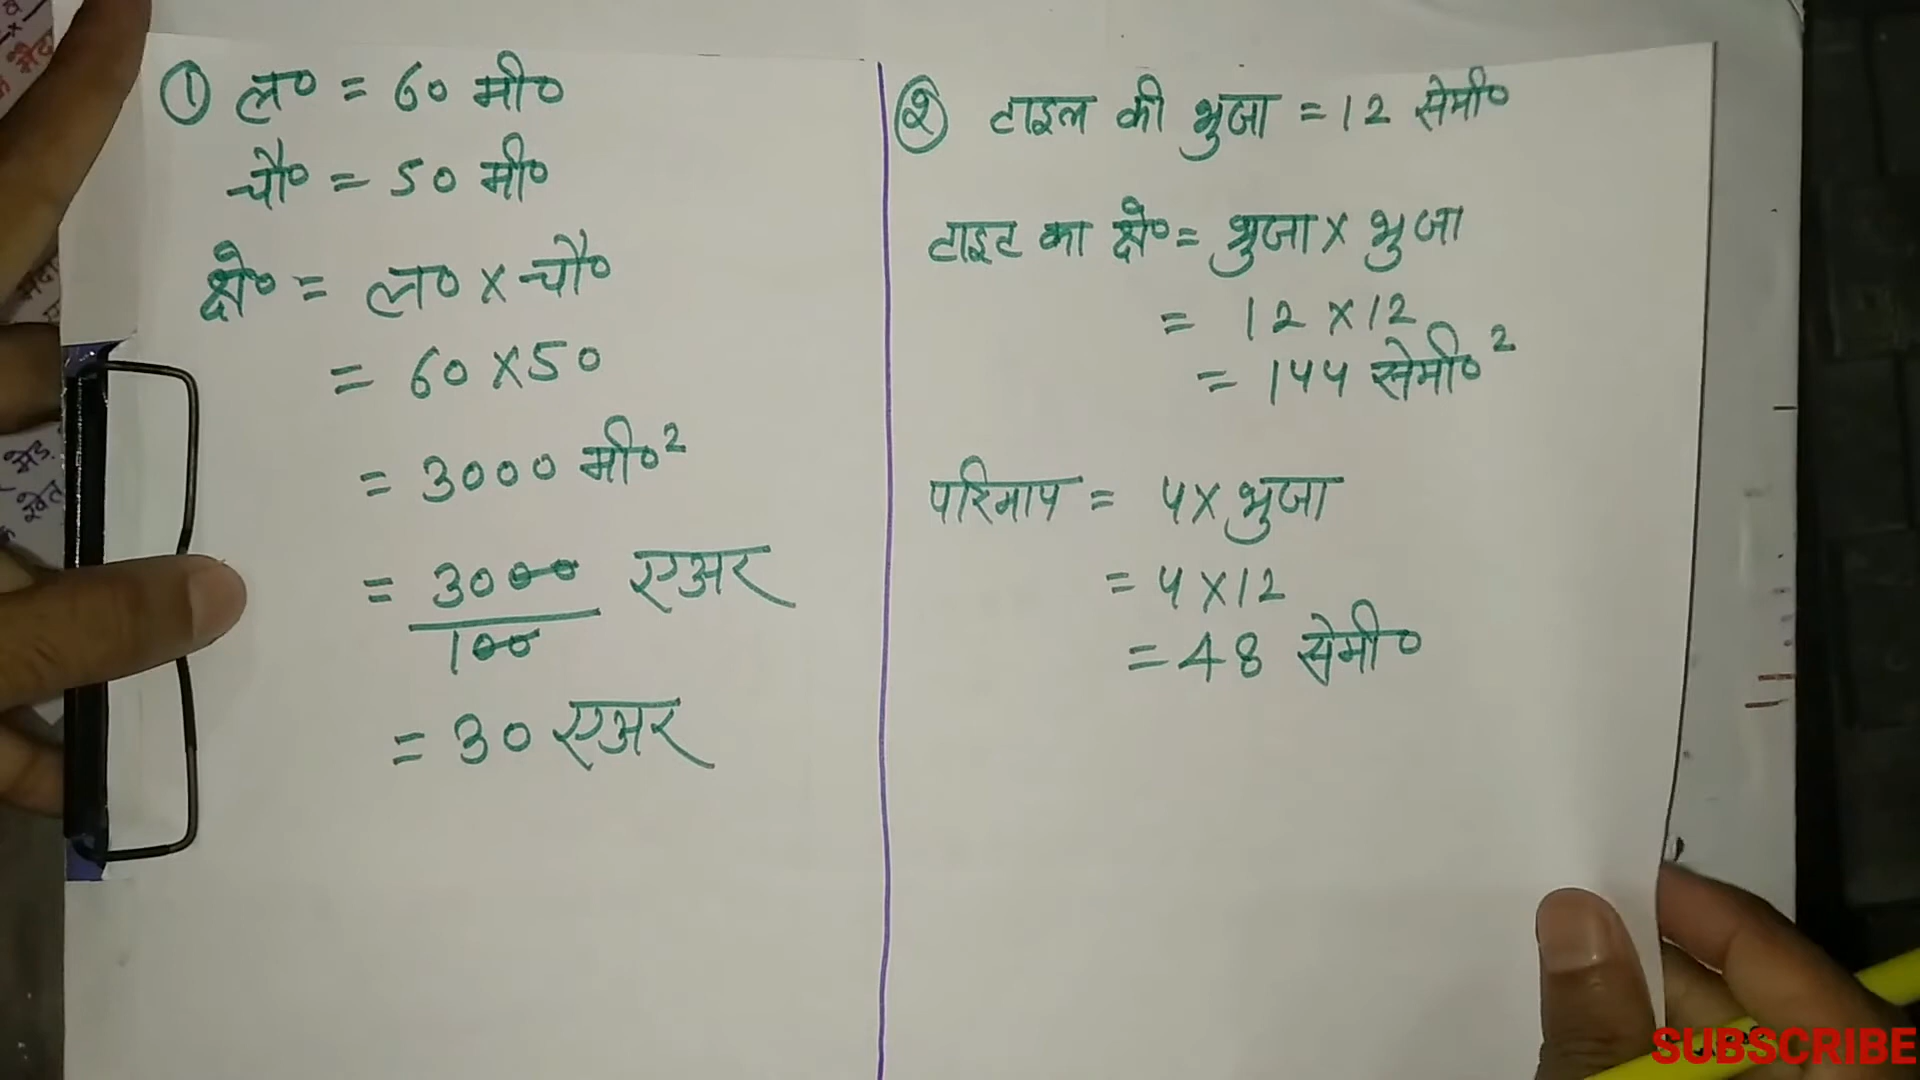 ① ल० = 60 मी०
चौ० = 50 मी०
क्षे० = ल० × चौ०
= 60 × 50
= 3000 मी०²
= 3000/100 एअर
= 30 एअर
② टाइल की भुजा = 12 सेमी०
टाइट का क्षे० = भुजा × भुजा
= 12 × 12
= 144 सेमी०²
परिमाप = 4 × भुजा
= 4 × 12
= 48 सेमी०
SUBSCRIBE